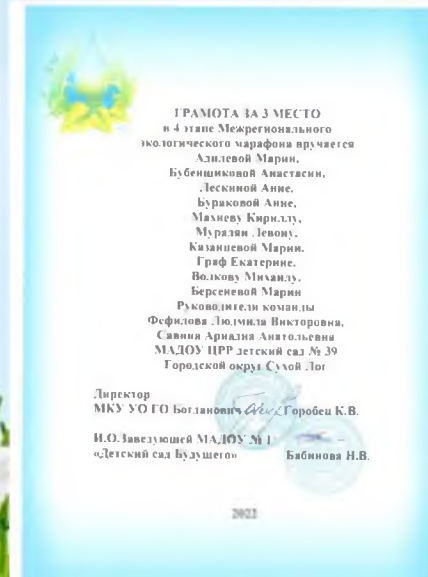 ГРАМОТА ЗА 3 МЕСТО
в 4 этапе Межрегионального
экологического марафона вручается
Адилевой Марии,
Бубенщиковой Анастасии,
Лескиной Анне,
Бураковой Анне,
Махневу Кириллу,
Мурадян Левону,
Казанцевой Марии,
Граф Екатерине,
Волкову Михаилу,
Берсеневой Марии
Руководители команды
Фефилова Людмила Викторовна,
Савина Ариадна Анатольевна
МАДОУ ЦРР детский сад № 39
Городской округ Сухой Лог
Директор
МКУ УО ГО Богданович Горобец К.В.
И.О.Заведующей МАДОУ № 1
«Детский сад Будущего» Бабинова Н.В.
2022